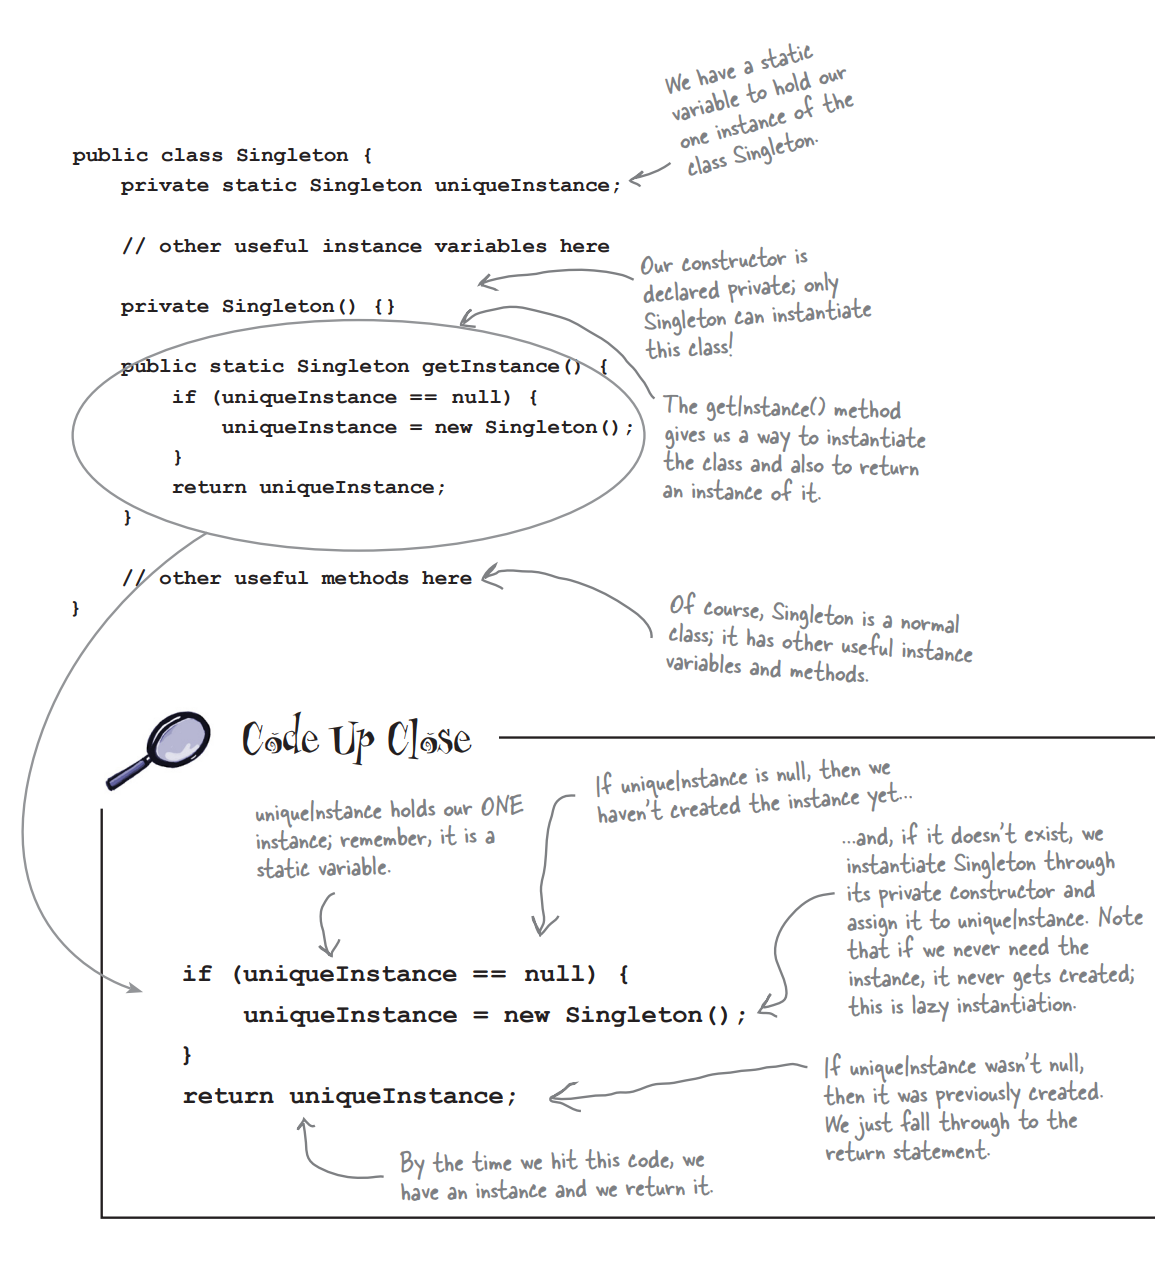 We have a static
variable to hold our
one instance of the
class Singleton.
public class Singleton {
private static Singleton uniqueInstance;
// other useful instance variables here
Our constructor is
declared private; only
Singleton can instantiate
this class!
private Singleton() {}
public static Singleton getInstance() {
if (uniqueInstance == null) {
uniqueInstance = new Singleton();
}
return uniqueInstance;
}
The getInstance() method
gives us a way to instantiate
the class and also to return
an instance of it.
// other useful methods here
}
Of course, Singleton is a normal
class; it has other useful instance
variables and methods.
Code Up Close
uniqueInstance holds our ONE
instance; remember, it is a
static variable.
If uniqueInstance is null, then we
haven't created the instance yet...
...and, if it doesn't exist, we
instantiate Singleton through
its private constructor and
assign it to uniqueInstance. Note
that if we never need the
instance, it never gets created;
this is lazy instantiation.
if (uniqueInstance == null) {
uniqueInstance = new Singleton();
}
return uniqueInstance;
If uniqueInstance wasn't null,
then it was previously created.
We just fall through to the
return statement.
By the time we hit this code, we
have an instance and we return it.